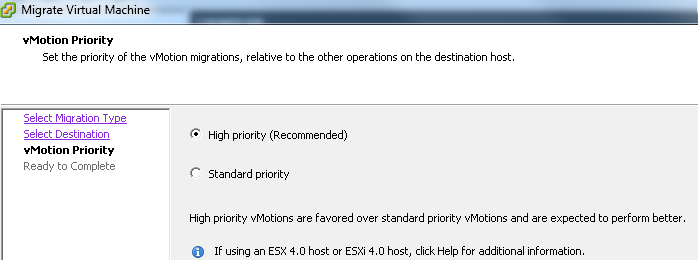 Migrate Virtual Machine
vMotion Priority
Set the priority of the vMotion migrations, relative to the other operations on the destination host.
Select Migration Type
Select Destination
vMotion Priority
Ready to Complete
High priority (Recommended)
Standard priority
High priority vMotions are favored over standard priority vMotions and are expected to perform better.
If using an ESX 4.0 host or ESXi 4.0 host, click Help for additional information.